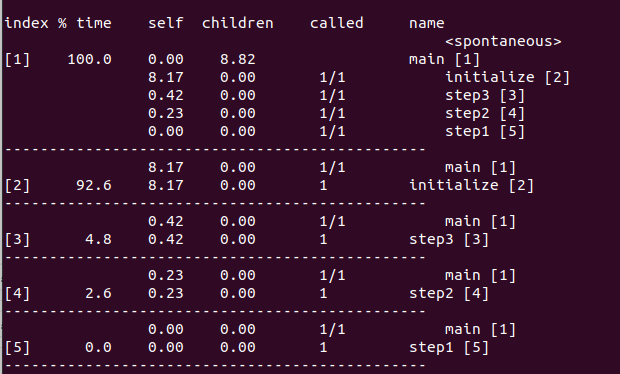 index % time    self  children    called     name
                                                 <spontaneous>
[1]    100.0    0.00    8.82                 main [1]
                8.17    0.00       1/1           initialize [2]
                0.42    0.00       1/1           step3 [3]
                0.23    0.00       1/1           step2 [4]
                0.00    0.00       1/1           step1 [5]
-----------------------------------------------
                8.17    0.00       1/1           main [1]
[2]     92.6    8.17    0.00       1         initialize [2]
-----------------------------------------------
                0.42    0.00       1/1           main [1]
[3]      4.8    0.42    0.00       1         step3 [3]
-----------------------------------------------
                0.23    0.00       1/1           main [1]
[4]      2.6    0.23    0.00       1         step2 [4]
-----------------------------------------------
                0.00    0.00       1/1           main [1]
[5]      0.0    0.00    0.00       1         step1 [5]
-----------------------------------------------